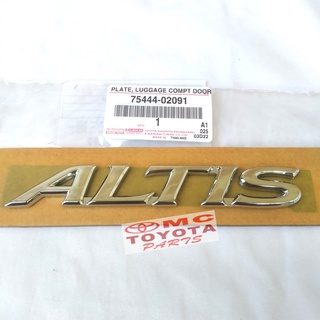 PLATE, LUGGAGE COMPT DOOR
75444-02091
1
A1
025
03D22
ALTIS
MC
TOYOTA
PARTS